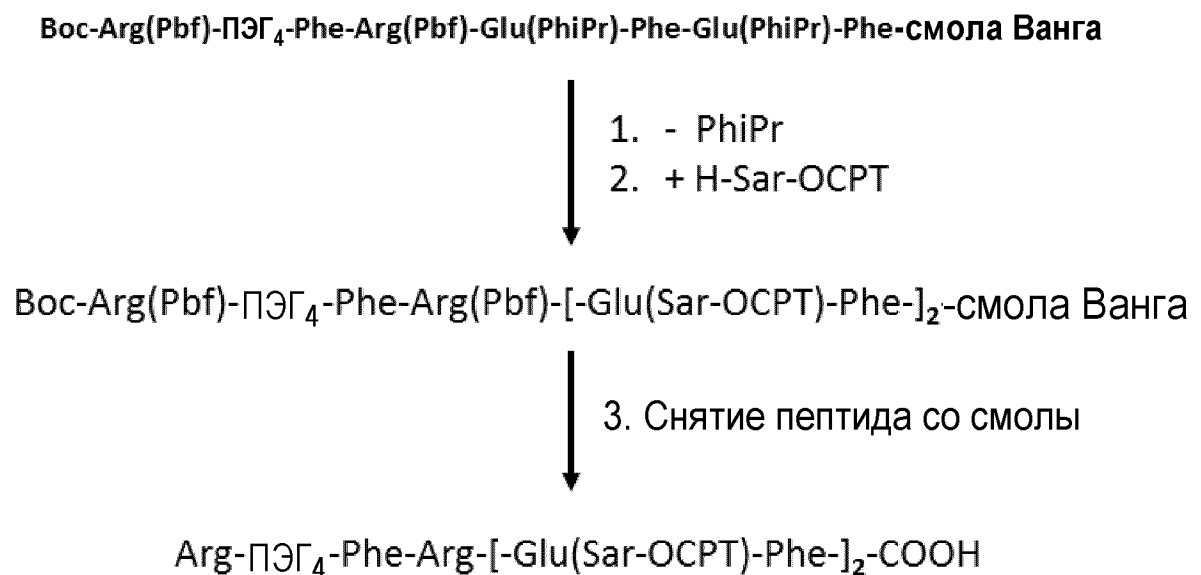 Boc-Arg(Pbf)-ПЭГ₄-Phe-Arg(Pbf)-Glu(PhiPr)-Phe-Glu(PhiPr)-Phe-смола Ванга
1. - PhiPr
2. + H-Sar-OCPT
Boc-Arg(Pbf)-ПЭГ₄-Phe-Arg(Pbf)-[-Glu(Sar-OCPT)-Phe-]₂-смола Ванга
3. Снятие пептида со смолы
Arg-ПЭГ₄-Phe-Arg-[-Glu(Sar-OCPT)-Phe-]₂-COOH